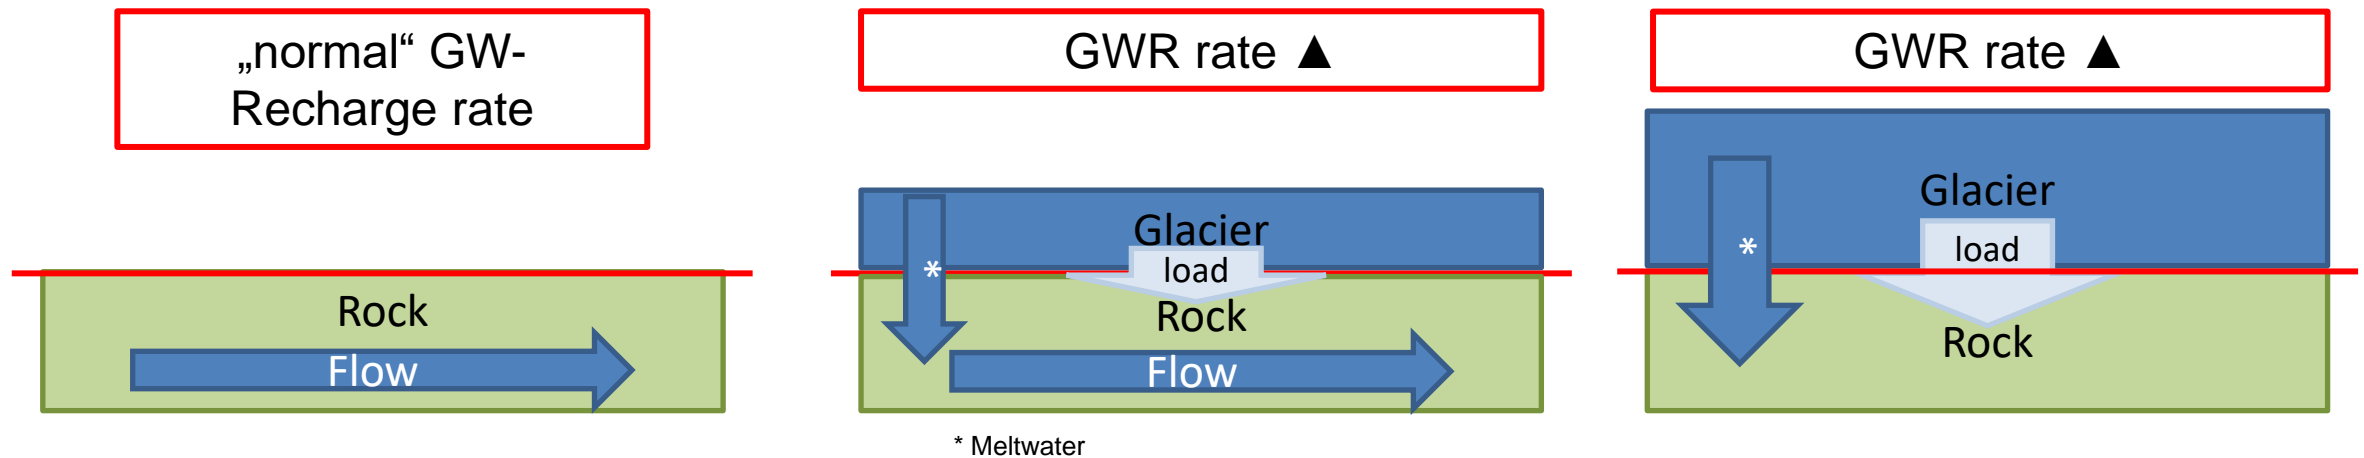 „normal“ GW-
Recharge rate
GWR rate ▲
GWR rate ▲
Rock
Flow
Glacier
*
load
Rock
Flow
* Meltwater
Glacier
*
load
Rock